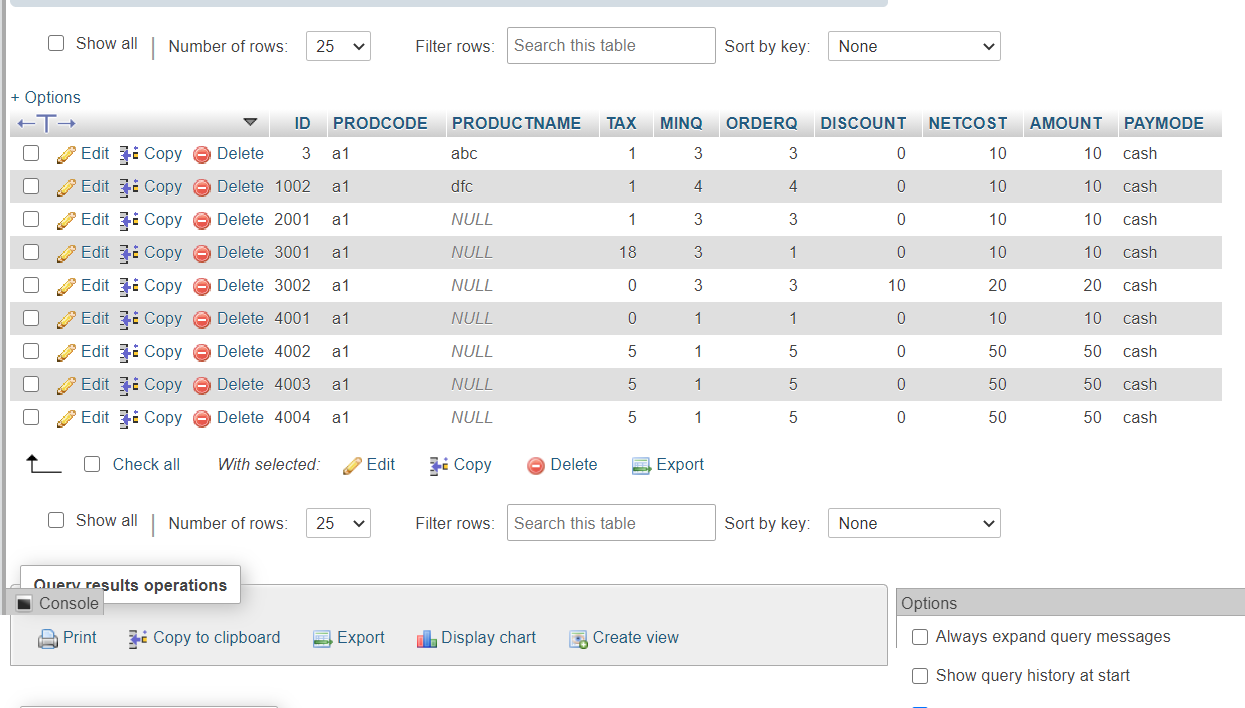 Show all | Number of rows: 25 Filter rows: Search this table Sort by key: None
+ Options
←T→ ID PRODCODE PRODUCTNAME TAX MINQ ORDERQ DISCOUNT NETCOST AMOUNT PAYMODE
Edit Copy Delete 3 a1 abc 1 3 3 0 10 10 cash
Edit Copy Delete 1002 a1 dfc 1 4 4 0 10 10 cash
Edit Copy Delete 2001 a1 NULL 1 3 3 0 10 10 cash
Edit Copy Delete 3001 a1 NULL 18 3 1 0 10 10 cash
Edit Copy Delete 3002 a1 NULL 0 3 3 10 20 20 cash
Edit Copy Delete 4001 a1 NULL 0 1 1 0 10 10 cash
Edit Copy Delete 4002 a1 NULL 5 1 5 0 50 50 cash
Edit Copy Delete 4003 a1 NULL 5 1 5 0 50 50 cash
Edit Copy Delete 4004 a1 NULL 5 1 5 0 50 50 cash
Check all With selected: Edit Copy Delete Export
Show all | Number of rows: 25 Filter rows: Search this table Sort by key: None
Query results operations
Console
Print Copy to clipboard Export Display chart Create view
Options
Always expand query messages
Show query history at start